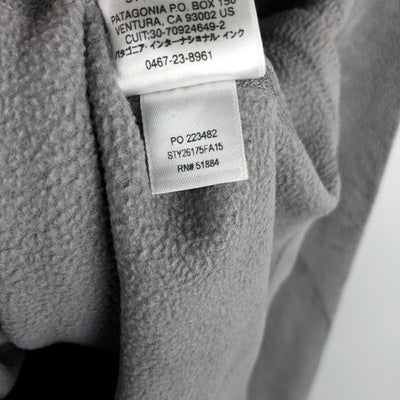 PATAGONIA P.O. BOX 150
VENTURA, CA 93002 US
CUIT:30-70924649-2
パタゴニア・インターナショナル・インク
0467-23-8961
PO 223482
STY26175FA15
RN# 51884